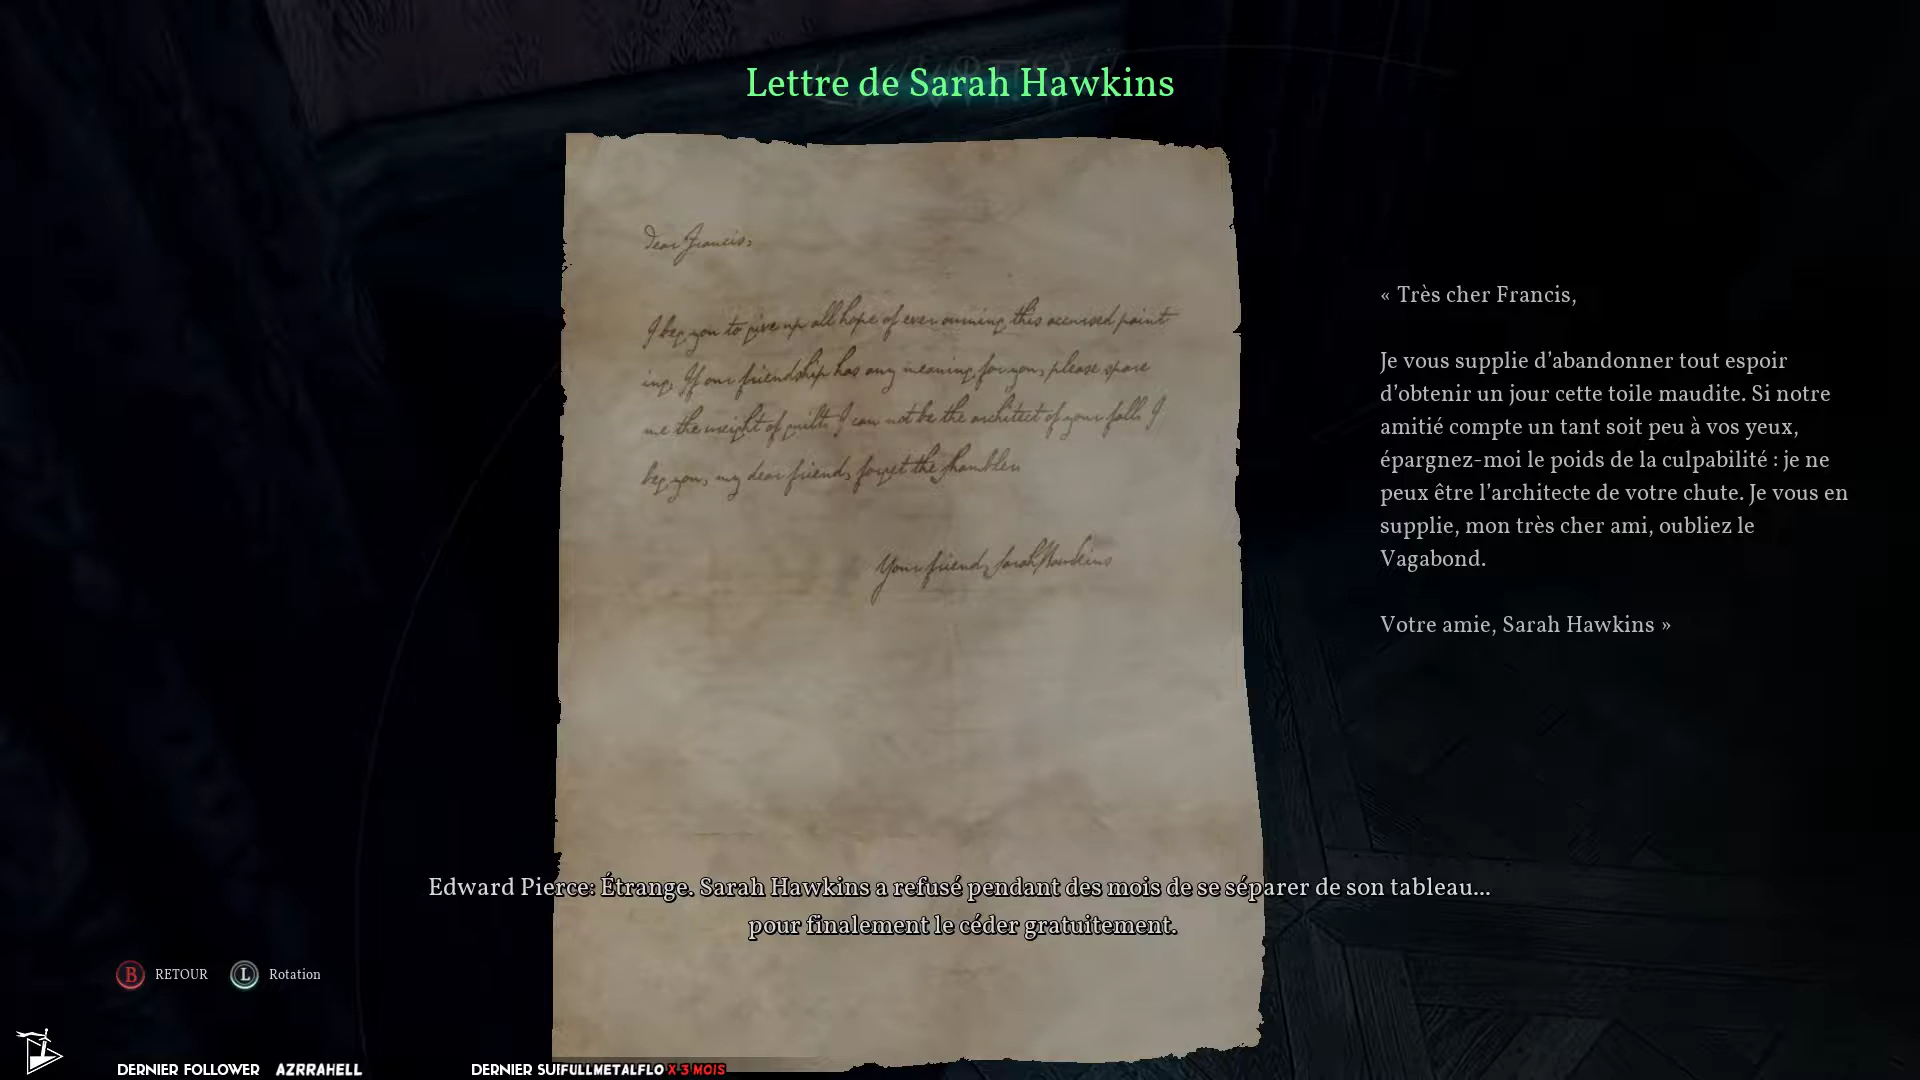 Lettre de Sarah Hawkins
Dear Francis,
I beg you to give up all hope of ever owning this accursed paint
ing. If our friendship has any meaning for you, please spare
me the weight of guilt. I can not be the architect of your fall. I
beg you, my dear friend, forget the Shambler.
Your friend, Sarah Hawkins
« Très cher Francis,
Je vous supplie d'abandonner tout espoir
d'obtenir un jour cette toile maudite. Si notre
amitié compte un tant soit peu à vos yeux,
épargnez-moi le poids de la culpabilité : je ne
peux être l'architecte de votre chute. Je vous en
supplie, mon très cher ami, oubliez le
Vagabond.
Votre amie, Sarah Hawkins »
Edward Pierce: Étrange. Sarah Hawkins a refusé pendant des mois de se séparer de son tableau...
pour finalement le céder gratuitement.
B RETOUR L Rotation
DERNIER FOLLOWER AZRRAHELL DERNIER SUI FULLMETALFLO X 3 MOIS